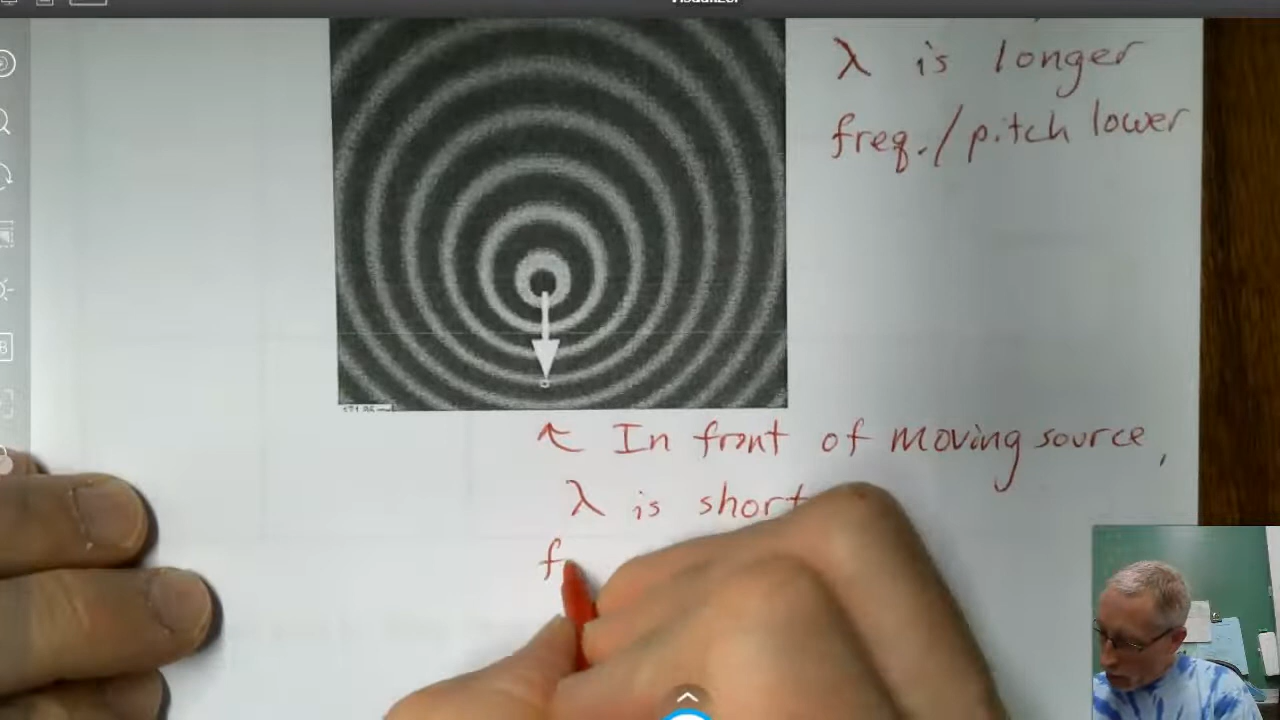 λ is longer
freq./pitch lower
↖ In front of moving source,
λ is short
f